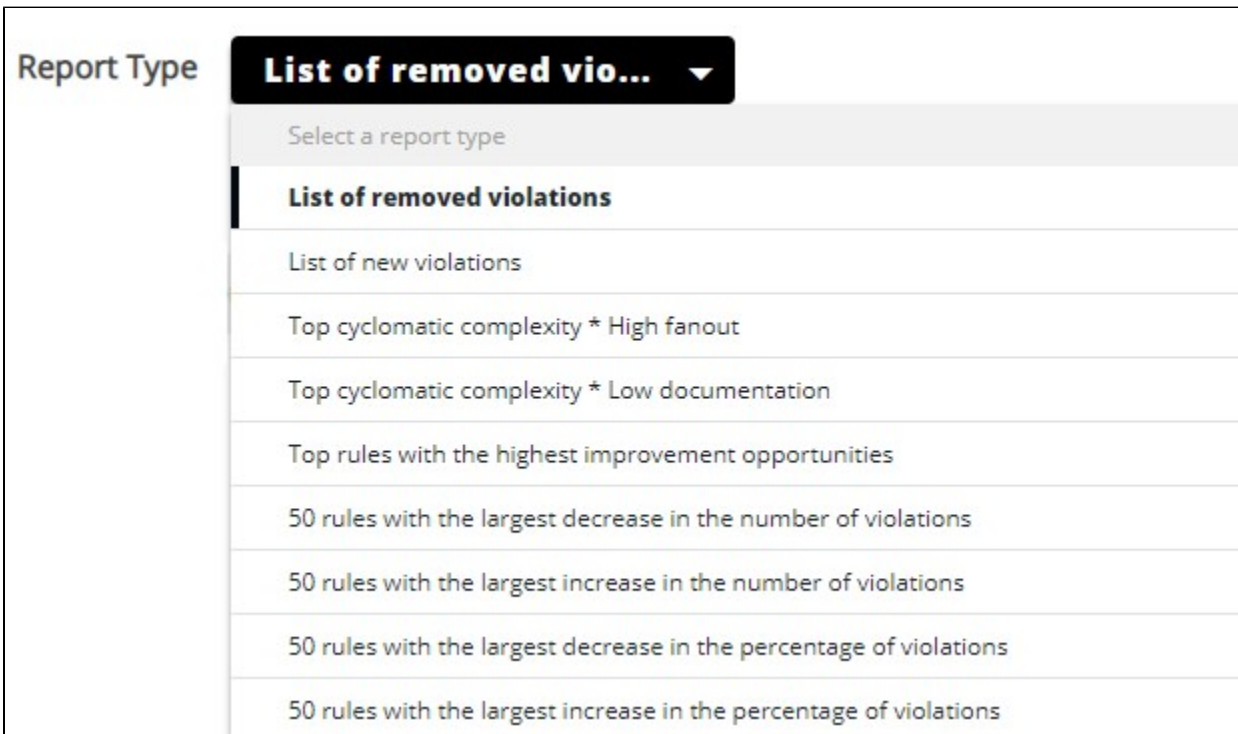 Report Type
List of removed vio...
Select a report type
List of removed violations
List of new violations
Top cyclomatic complexity * High fanout
Top cyclomatic complexity * Low documentation
Top rules with the highest improvement opportunities
50 rules with the largest decrease in the number of violations
50 rules with the largest increase in the number of violations
50 rules with the largest decrease in the percentage of violations
50 rules with the largest increase in the percentage of violations